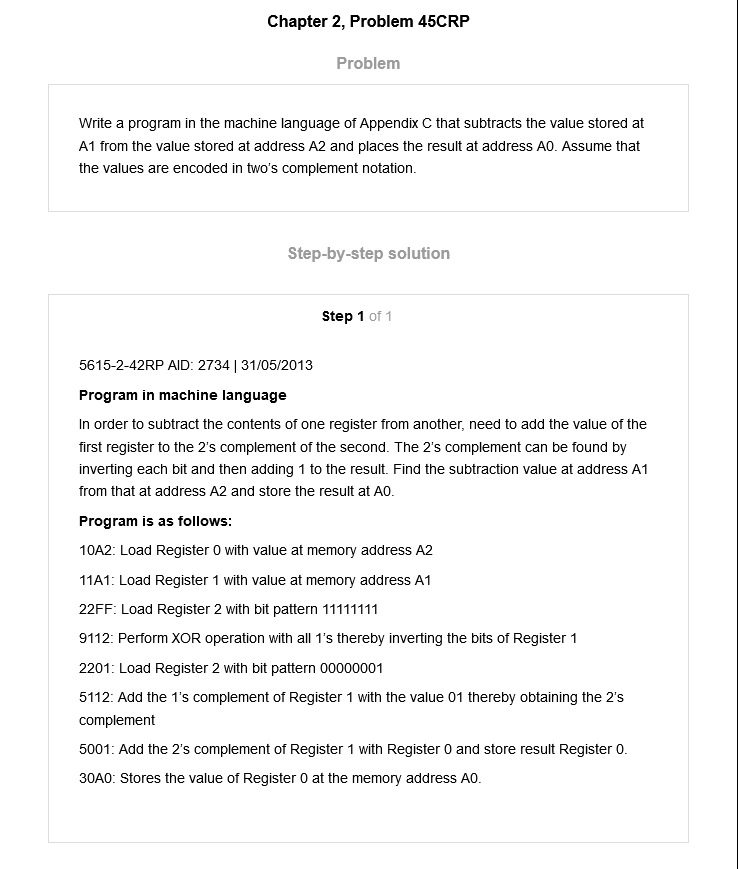 Chapter 2, Problem 45CRP
Problem
Write a program in the machine language of Appendix C that subtracts the value stored at
A1 from the value stored at address A2 and places the result at address A0. Assume that
the values are encoded in two’s complement notation.
Step-by-step solution
Step 1 of 1
5615-2-42RP AID: 2734 | 31/05/2013
Program in machine language
In order to subtract the contents of one register from another, need to add the value of the
first register to the 2’s complement of the second. The 2’s complement can be found by
inverting each bit and then adding 1 to the result. Find the subtraction value at address A1
from that at address A2 and store the result at A0.
Program is as follows:
10A2: Load Register 0 with value at memory address A2
11A1: Load Register 1 with value at memory address A1
22FF: Load Register 2 with bit pattern 11111111
9112: Perform XOR operation with all 1’s thereby inverting the bits of Register 1
2201: Load Register 2 with bit pattern 00000001
5112: Add the 1’s complement of Register 1 with the value 01 thereby obtaining the 2’s
complement
5001: Add the 2’s complement of Register 1 with Register 0 and store result Register 0.
30A0: Stores the value of Register 0 at the memory address A0.